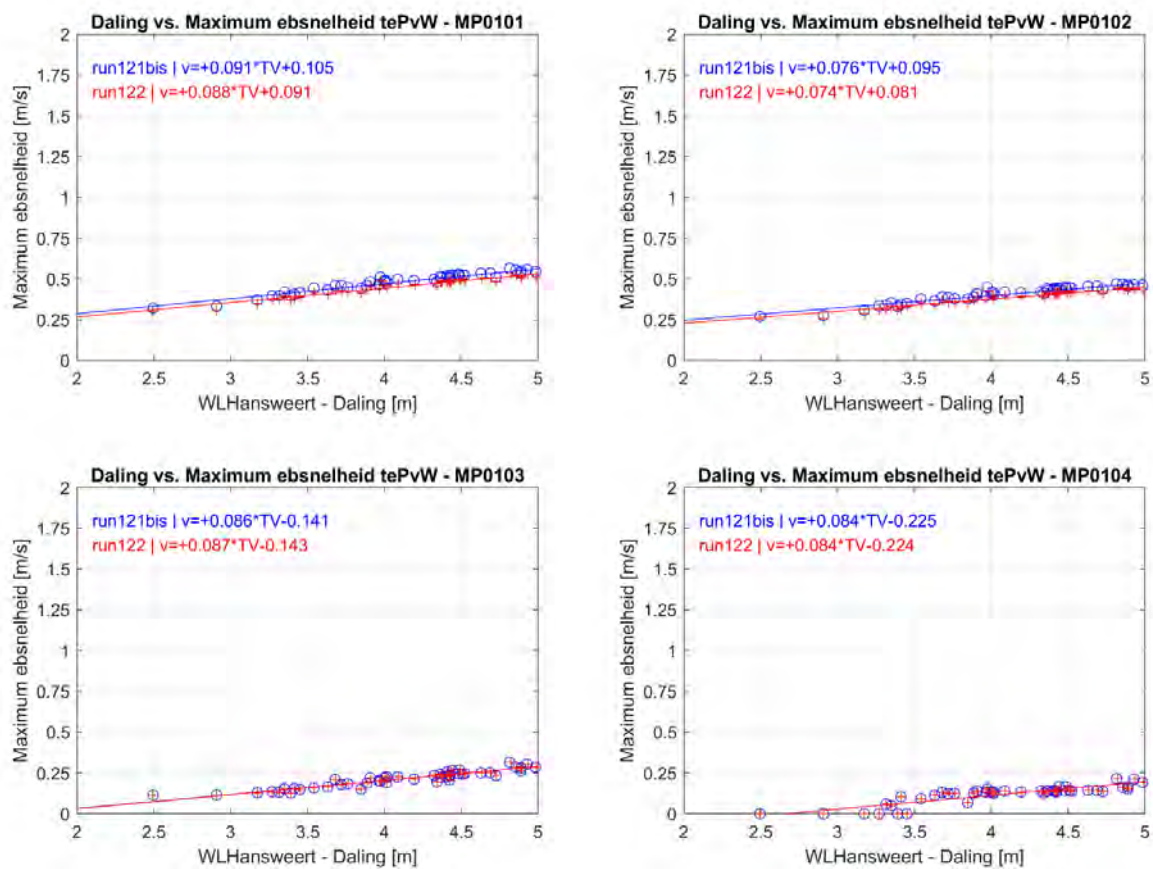 Daling vs. Maximum ebsnelheid tePvW - MP0101
run121bis | v=+0.091*TV+0.105
run122 | v=+0.088*TV+0.091
Maximum ebsnelheid [m/s]
2
1.75
1.5
1.25
1
0.75
0.5
0.25
0
2 2.5 3 3.5 4 4.5 5
WLHansweert - Daling [m]
Daling vs. Maximum ebsnelheid tePvW - MP0102
run121bis | v=+0.076*TV+0.095
run122 | v=+0.074*TV+0.081
Maximum ebsnelheid [m/s]
2
1.75
1.5
1.25
1
0.75
0.5
0.25
0
2 2.5 3 3.5 4 4.5 5
WLHansweert - Daling [m]
Daling vs. Maximum ebsnelheid tePvW - MP0103
run121bis | v=+0.086*TV-0.141
run122 | v=+0.087*TV-0.143
Maximum ebsnelheid [m/s]
2
1.75
1.5
1.25
1
0.75
0.5
0.25
0
2 2.5 3 3.5 4 4.5 5
WLHansweert - Daling [m]
Daling vs. Maximum ebsnelheid tePvW - MP0104
run121bis | v=+0.084*TV-0.225
run122 | v=+0.084*TV-0.224
Maximum ebsnelheid [m/s]
2
1.75
1.5
1.25
1
0.75
0.5
0.25
0
2 2.5 3 3.5 4 4.5 5
WLHansweert - Daling [m]